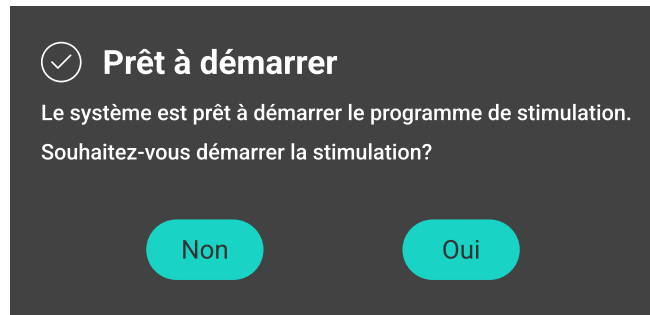 Prêt à démarrer
Le système est prêt à démarrer le programme de stimulation.
Souhaitez-vous démarrer la stimulation?
Non
Oui